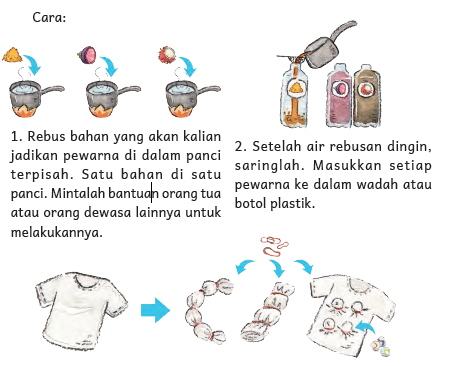 Cara:
1. Rebus bahan yang akan kalian
jadikan pewarna di dalam panci
terpisah. Satu bahan di satu
panci. Mintalah bantuan orang tua
atau orang dewasa lainnya untuk
melakukannya.
2. Setelah air rebusan dingin,
saringlah. Masukkan setiap
pewarna ke dalam wadah atau
botol plastik.